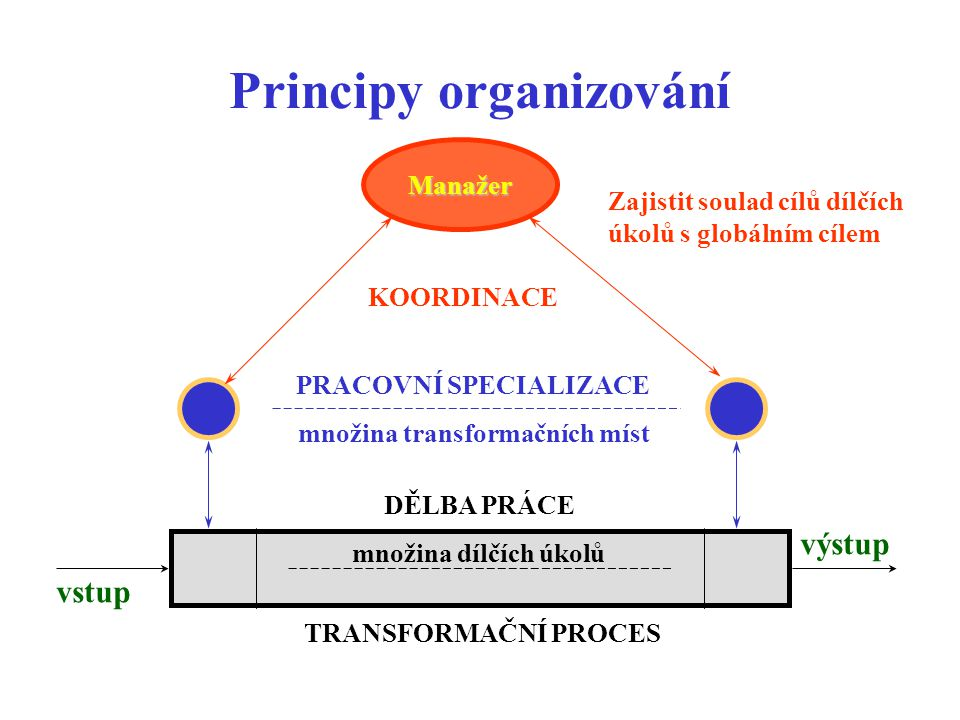 Principy organizování
Manažer
Zajistit soulad cílů dílčích
úkolů s globálním cílem
KOORDINACE
PRACOVNÍ SPECIALIZACE
množina transformačních míst
DĚLBA PRÁCE
množina dílčích úkolů
výstup
vstup
TRANSFORMAČNÍ PROCES